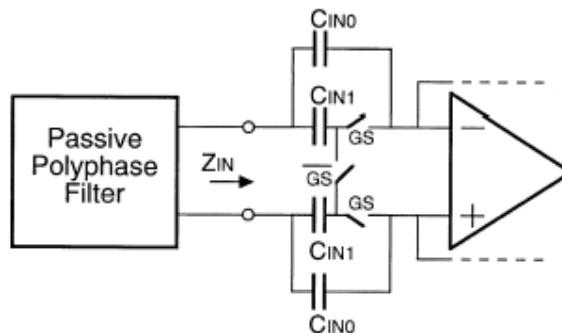 CIN0
CIN1
GS
Passive
Polyphase
Filter
ZIN
GS
GS
CIN1
CIN0
−
+